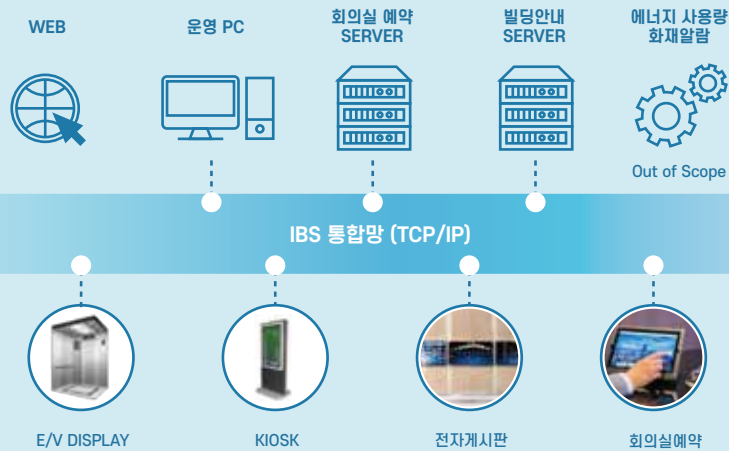 WEB
운영 PC
회의실 예약
SERVER
빌딩안내
SERVER
에너지 사용량
화재알람
Out of Scope
IBS 통합망 (TCP/IP)
E/V DISPLAY
KIOSK
전자게시판
회의실예약